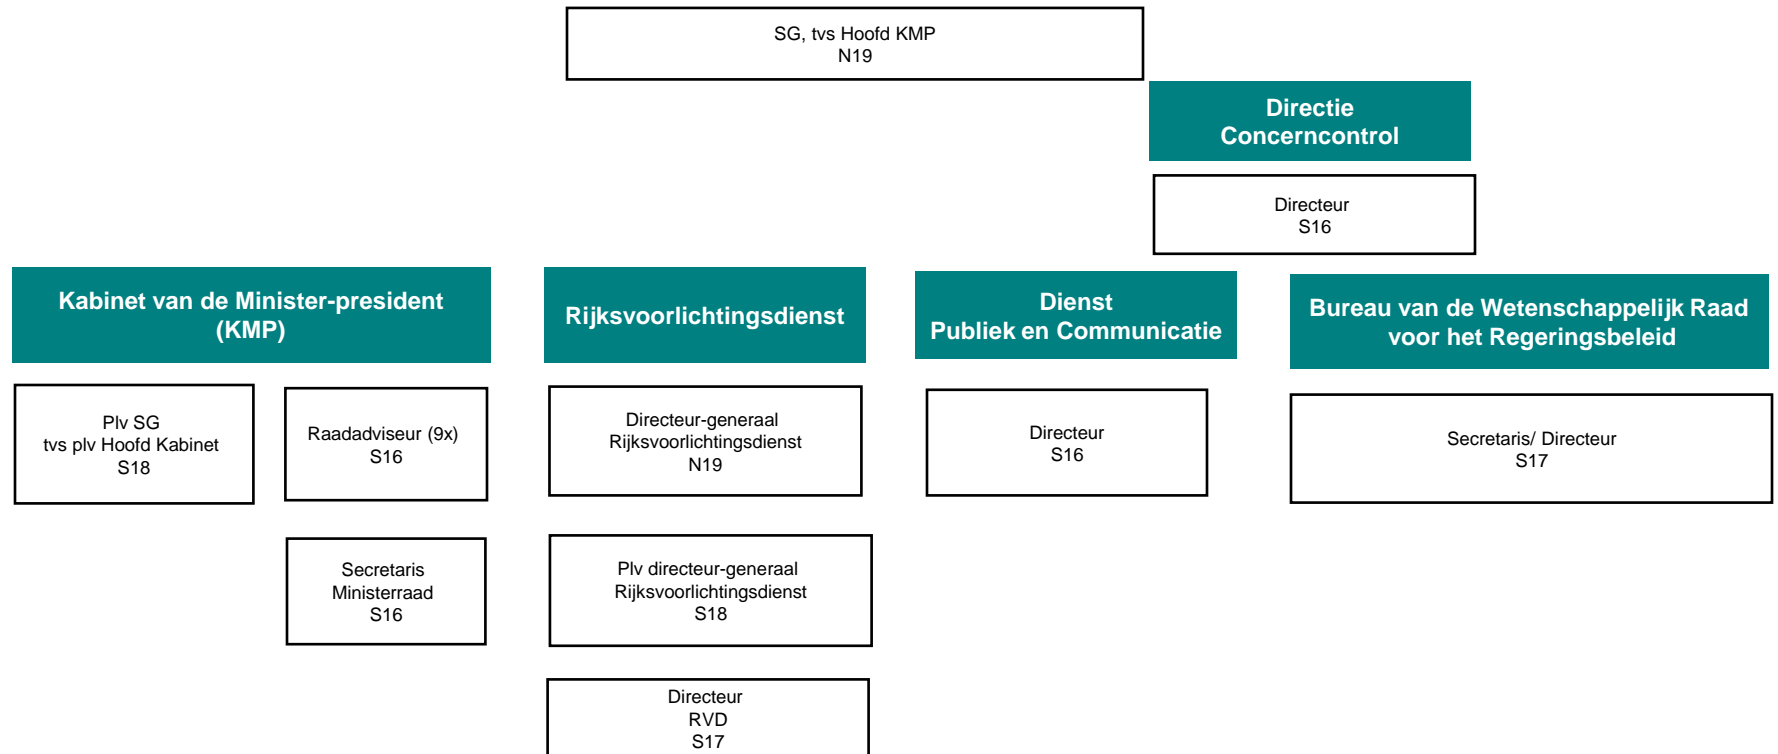 SG, tvs Hoofd KMP
N19
Directie
Concerncontrol
Directeur
S16
Kabinet van de Minister-president
(KMP)
Plv SG
tvs plv Hoofd Kabinet
S18
Raadadviseur (9x)
S16
Secretaris
Ministerraad
S16
Rijksvoorlichtingsdienst
Directeur-generaal
Rijksvoorlichtingsdienst
N19
Plv directeur-generaal
Rijksvoorlichtingsdienst
S18
Directeur
RVD
S17
Dienst
Publiek en Communicatie
Directeur
S16
Bureau van de Wetenschappelijk Raad
voor het Regeringsbeleid
Secretaris/ Directeur
S17